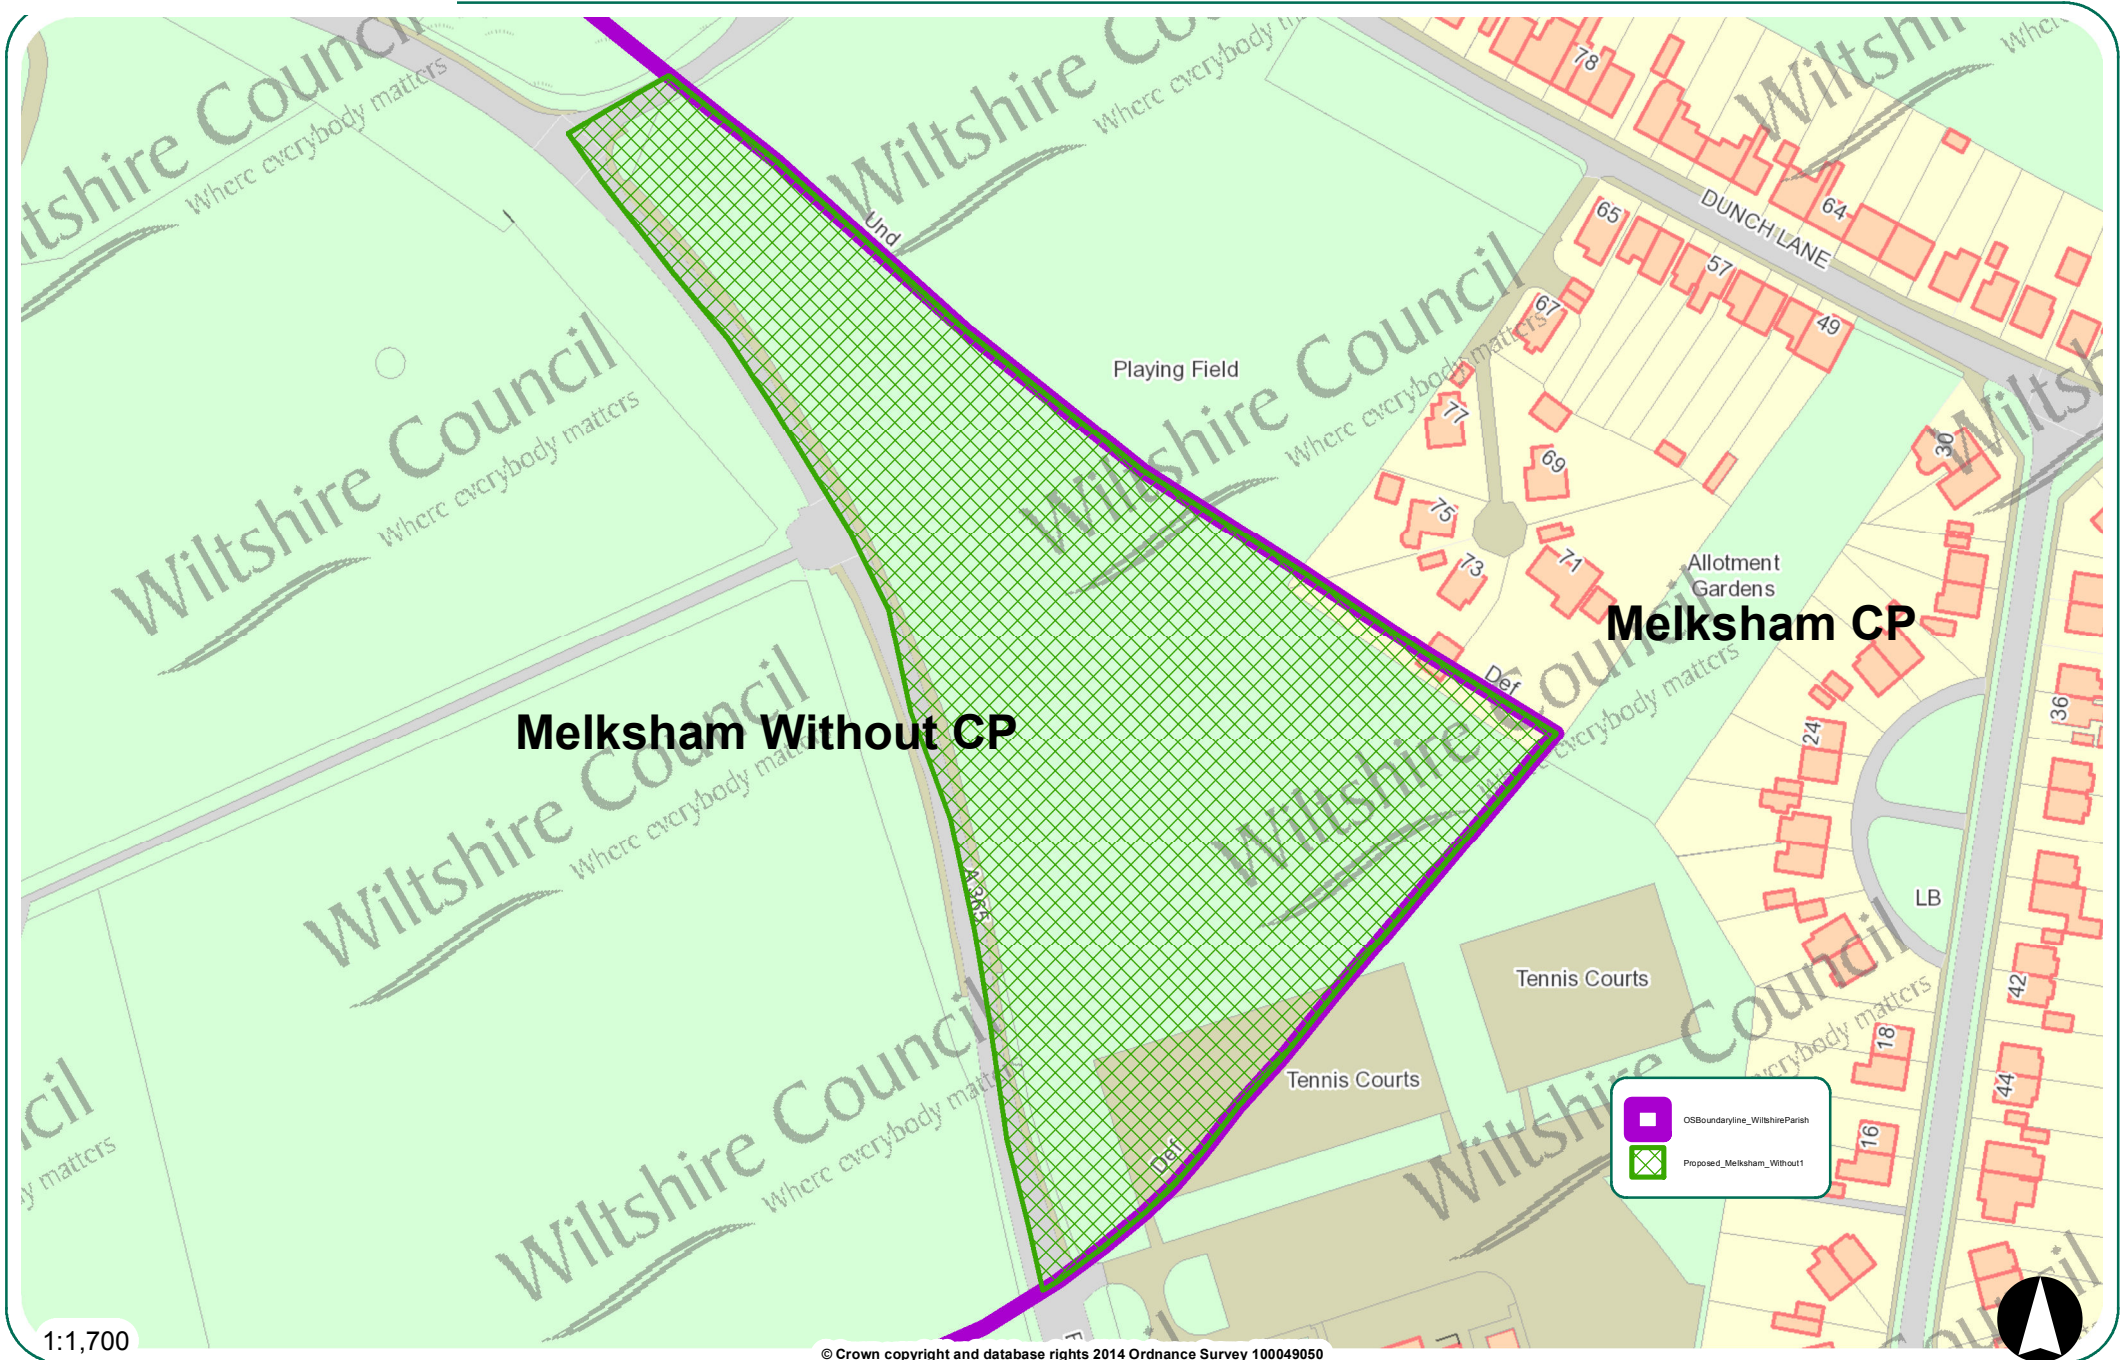 Wiltshire Council
Where everybody matters
78
DUNCH LANE
64
65
57
49
67
Und
Playing Field
77
69
75
73
71
30
Allotment
Gardens
Melksham CP
Def
Melksham Without CP
36
24
A 365
LB
Tennis Courts
42
Tennis Courts
18
44
16
Def
OSBoundaryline_WiltshireParish
Proposed_Melksham_Without1
1:1,700
© Crown copyright and database rights 2014 Ordnance Survey 100049050